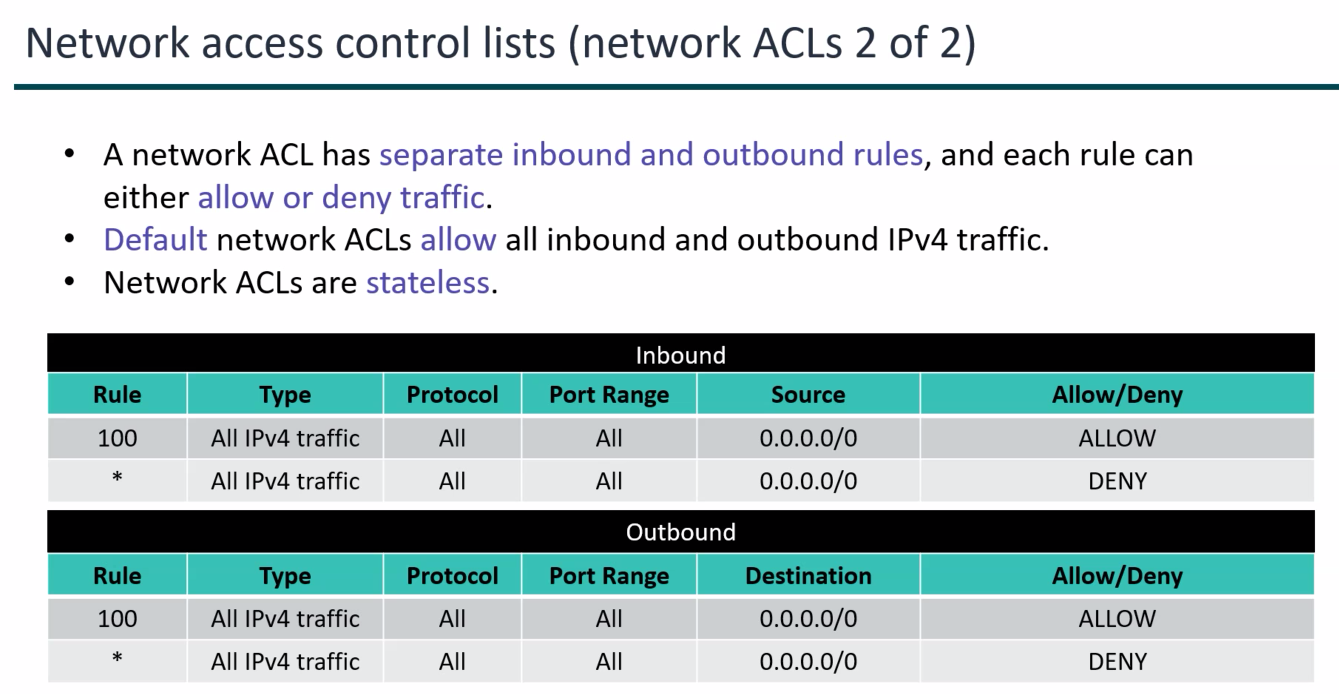 Network access control lists (network ACLs 2 of 2)
• A network ACL has separate inbound and outbound rules, and each rule can
either allow or deny traffic.
• Default network ACLs allow all inbound and outbound IPv4 traffic.
• Network ACLs are stateless.
Inbound
Rule Type Protocol Port Range Source Allow/Deny
100 All IPv4 traffic All All 0.0.0.0/0 ALLOW
* All IPv4 traffic All All 0.0.0.0/0 DENY
Outbound
Rule Type Protocol Port Range Destination Allow/Deny
100 All IPv4 traffic All All 0.0.0.0/0 ALLOW
* All IPv4 traffic All All 0.0.0.0/0 DENY